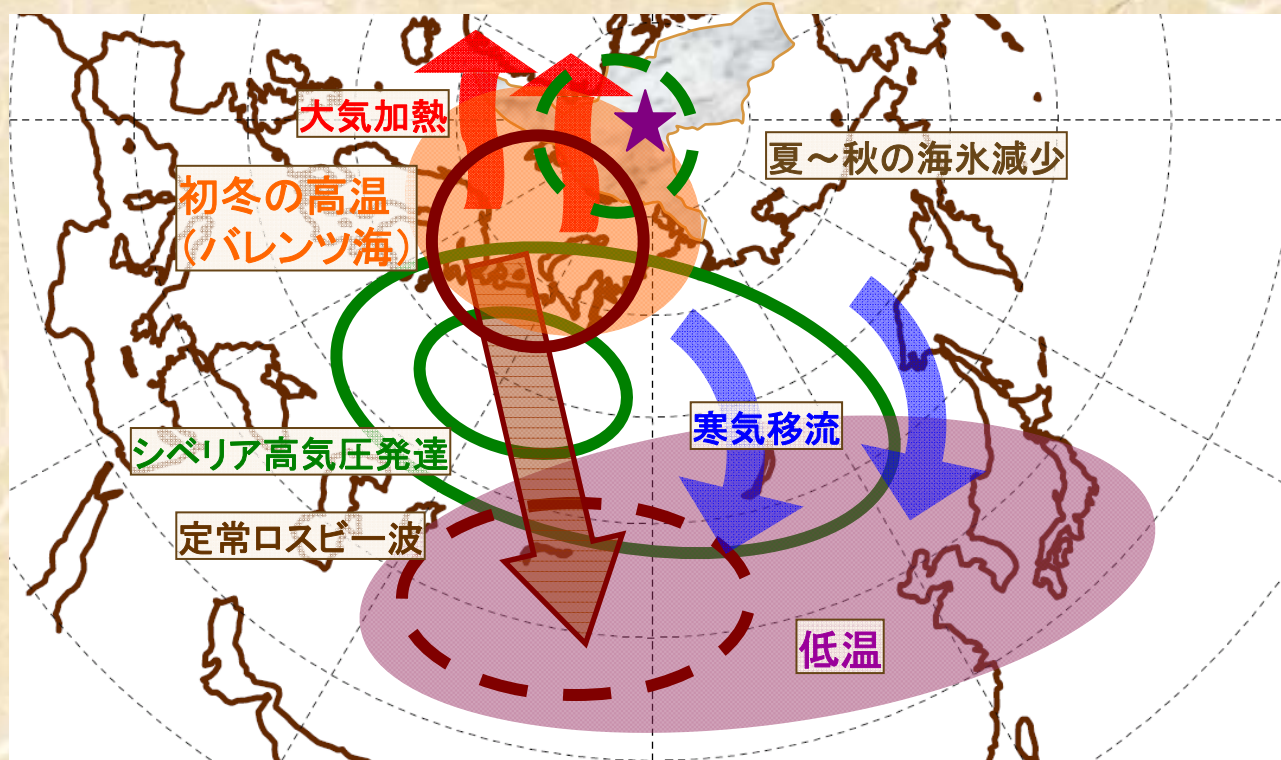 大気加熱
夏～秋の海氷減少
初冬の高温
（バレンツ海）
寒気移流
シベリア高気圧発達
定常ロスビー波
低温